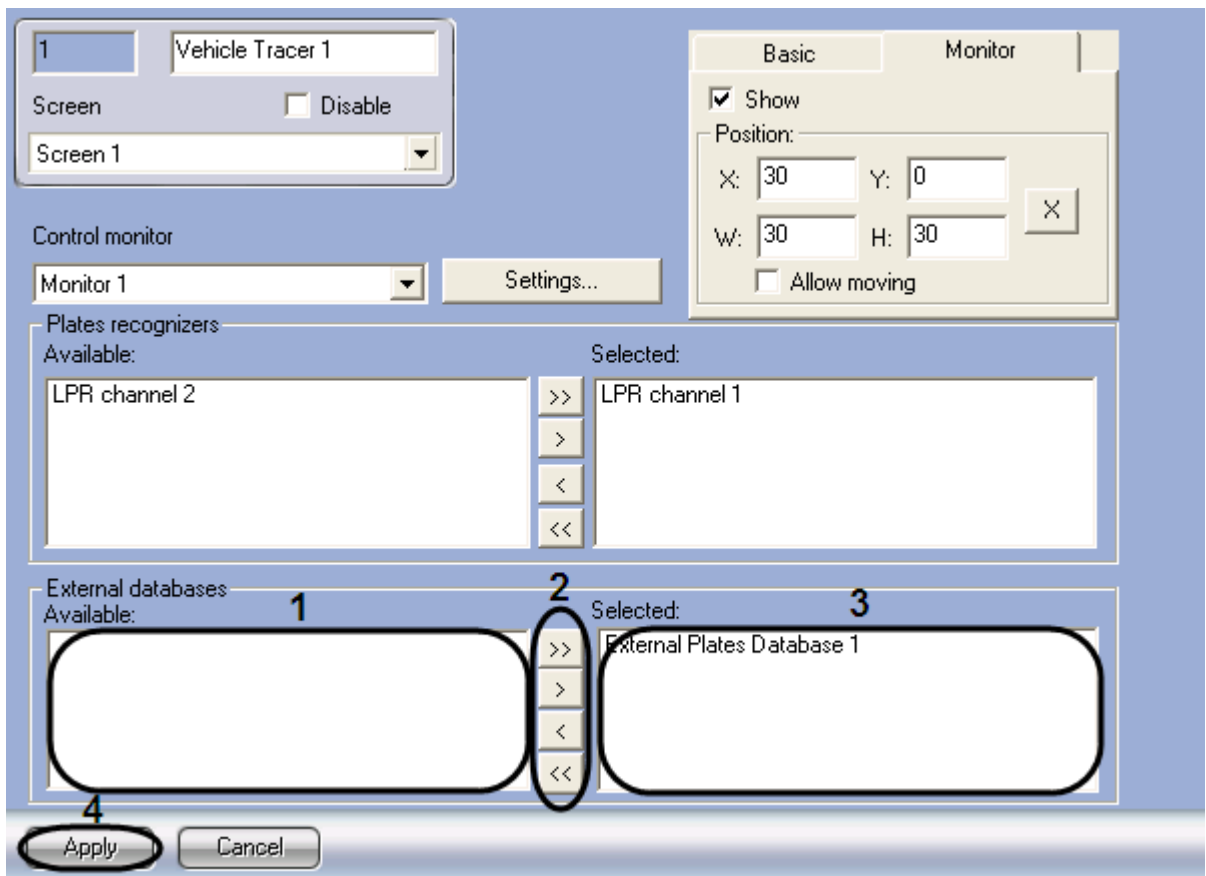 1
Vehicle Tracer 1
Screen
Disable
Screen 1
Basic
Monitor
Show
Position:
X: 30 Y: 0
X
W: 30 H: 30
Allow moving
Control monitor
Monitor 1
Settings...
Plates recognizers
Available:
Selected:
LPR channel 2
>>
>
<
<<
LPR channel 1
External databases
Available:
1
2
Selected:
3
>>
>
<
<<
External Plates Database 1
4
Apply
Cancel